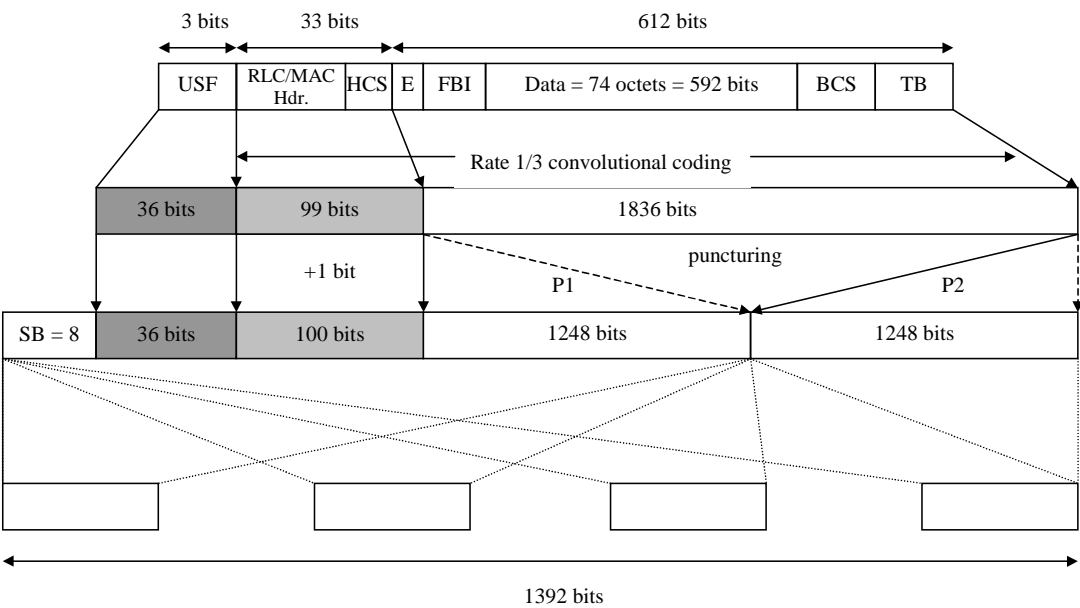 3 bits 33 bits 612 bits
USF RLC/MAC Hdr. HCS E FBI Data = 74 octets = 592 bits BCS TB
Rate 1/3 convolutional coding
36 bits 99 bits 1836 bits
puncturing
+1 bit P1 P2
SB = 8 36 bits 100 bits 1248 bits 1248 bits
1392 bits